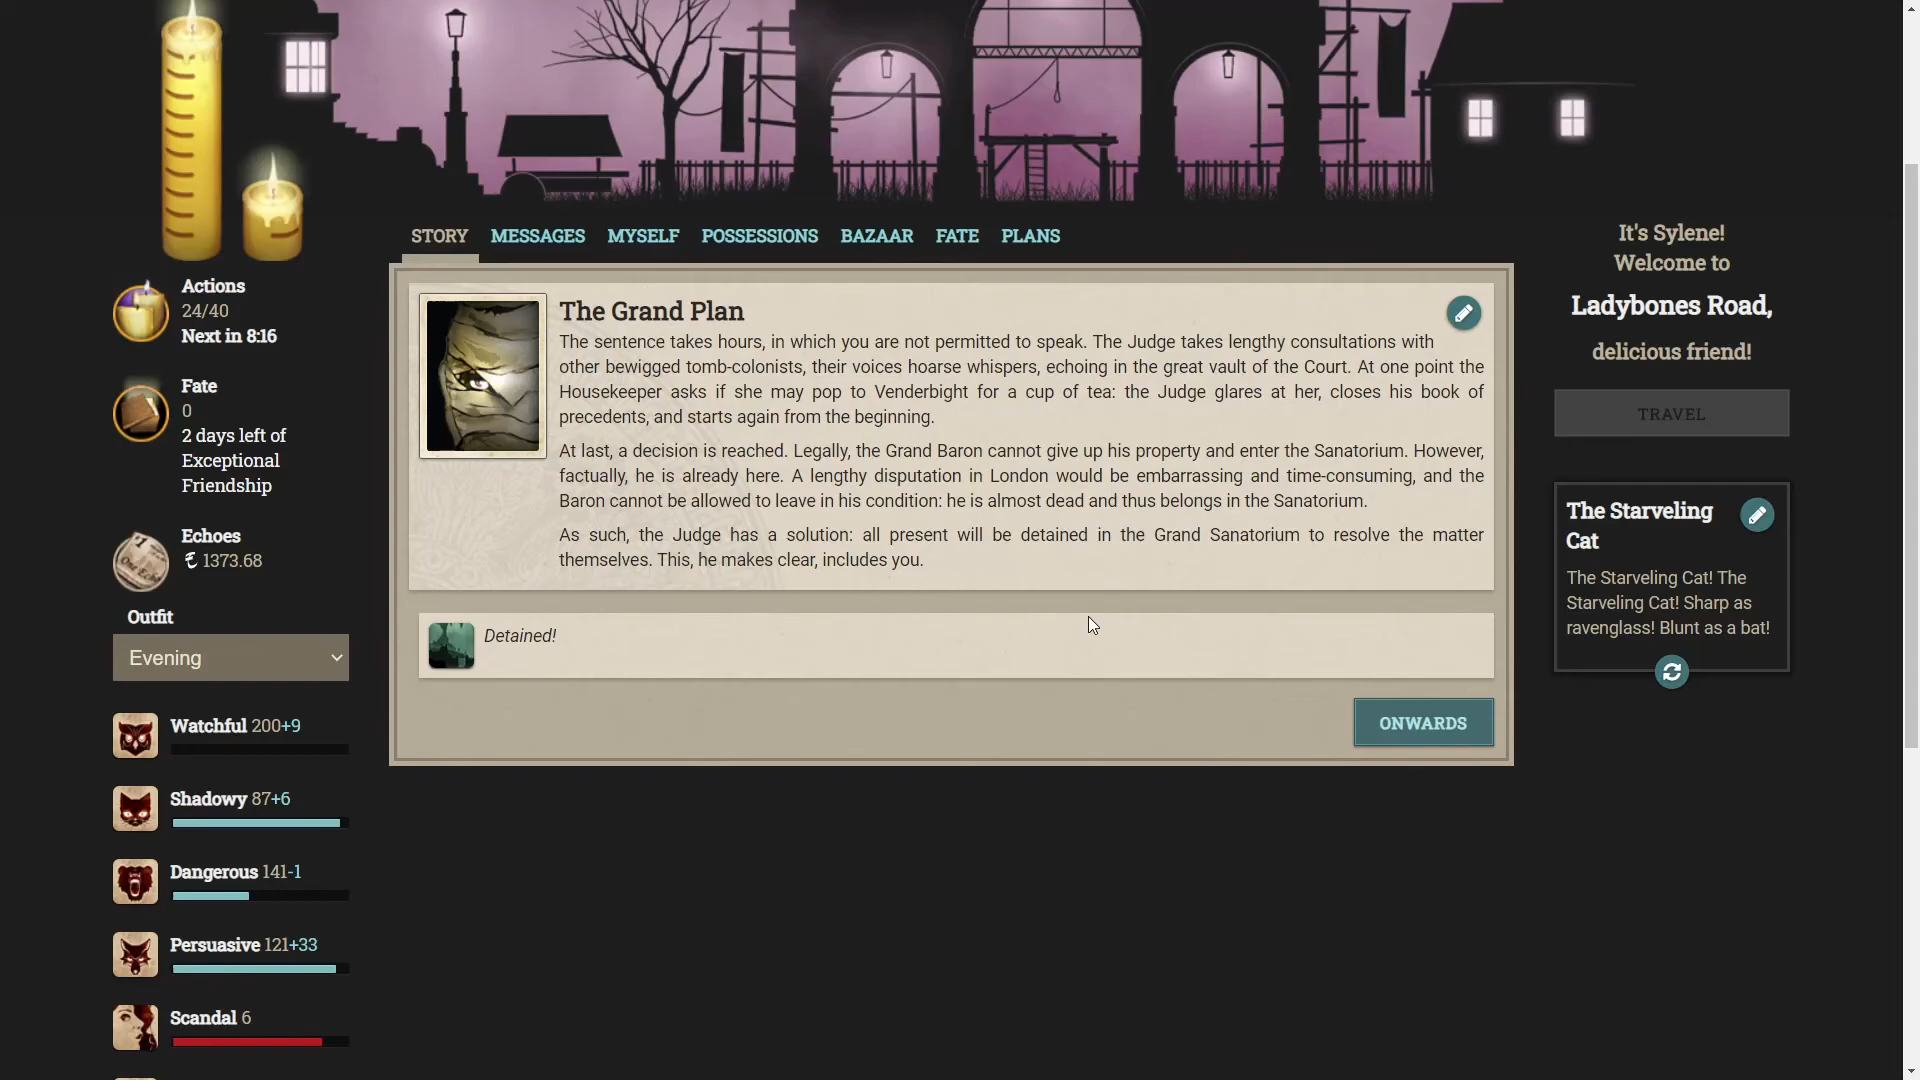 STORY MESSAGES MYSELF POSSESSIONS BAZAAR FATE PLANS
Actions
24/40
Next in 8:16
Fate
0
2 days left of
Exceptional
Friendship
Echoes
1373.68
Outfit
Evening
Watchful 200+9
Shadowy 87+6
Dangerous 141-1
Persuasive 121+33
Scandal 6
The Grand Plan
The sentence takes hours, in which you are not permitted to speak. The Judge takes lengthy consultations with
other bewigged tomb-colonists, their voices hoarse whispers, echoing in the great vault of the Court. At one point the
Housekeeper asks if she may pop to Venderbight for a cup of tea: the Judge glares at her, closes his book of
precedents, and starts again from the beginning.
At last, a decision is reached. Legally, the Grand Baron cannot give up his property and enter the Sanatorium. However,
factually, he is already here. A lengthy disputation in London would be embarrassing and time-consuming, and the
Baron cannot be allowed to leave in his condition: he is almost dead and thus belongs in the Sanatorium.
As such, the Judge has a solution: all present will be detained in the Grand Sanatorium to resolve the matter
themselves. This, he makes clear, includes you.
Detained!
ONWARDS
It's Sylene!
Welcome to
Ladybones Road,
delicious friend!
TRAVEL
The Starveling
Cat
The Starveling Cat! The
Starveling Cat! Sharp as
ravenglass! Blunt as a bat!